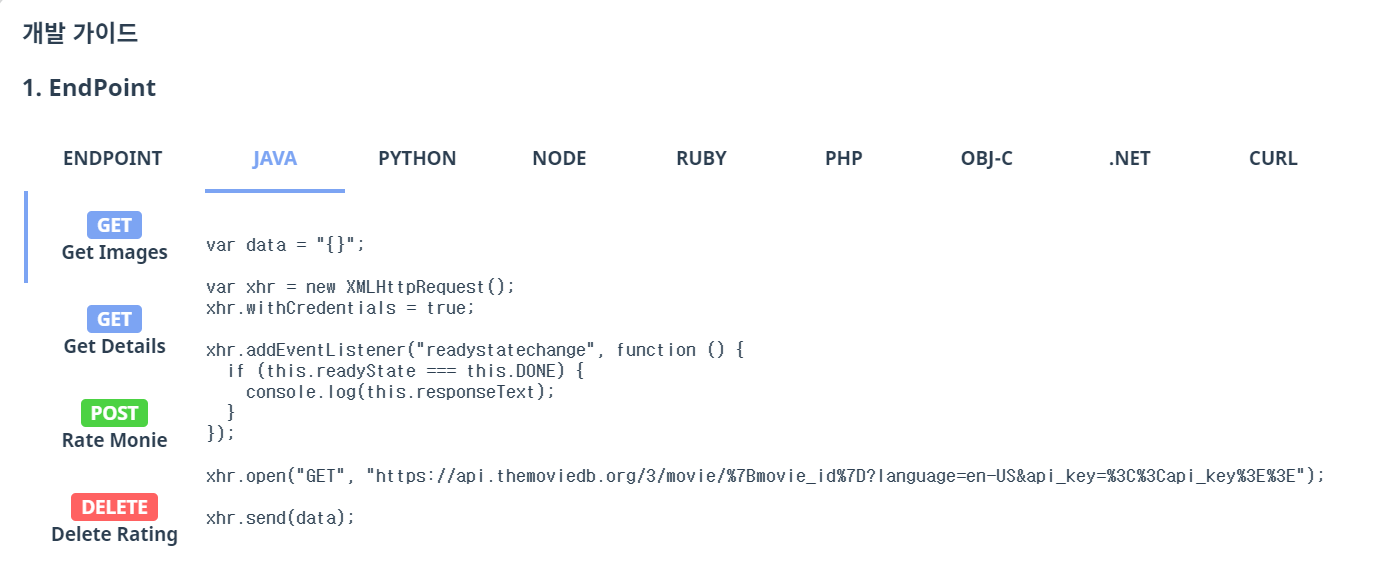 개발 가이드
1. EndPoint
ENDPOINT JAVA PYTHON NODE RUBY PHP OBJ-C .NET CURL
GET
Get Images
GET
Get Details
POST
Rate Monie
DELETE
Delete Rating
var data = "{}";
var xhr = new XMLHttpRequest();
xhr.withCredentials = true;
xhr.addEventListener("readystatechange", function () {
  if (this.readyState === this.DONE) {
    console.log(this.responseText);
  }
});
xhr.open("GET", "https://api.themoviedb.org/3/movie/%7Bmovie_id%7D?language=en-US&api_key=%3C%3Capi_key%3E%3E");
xhr.send(data);